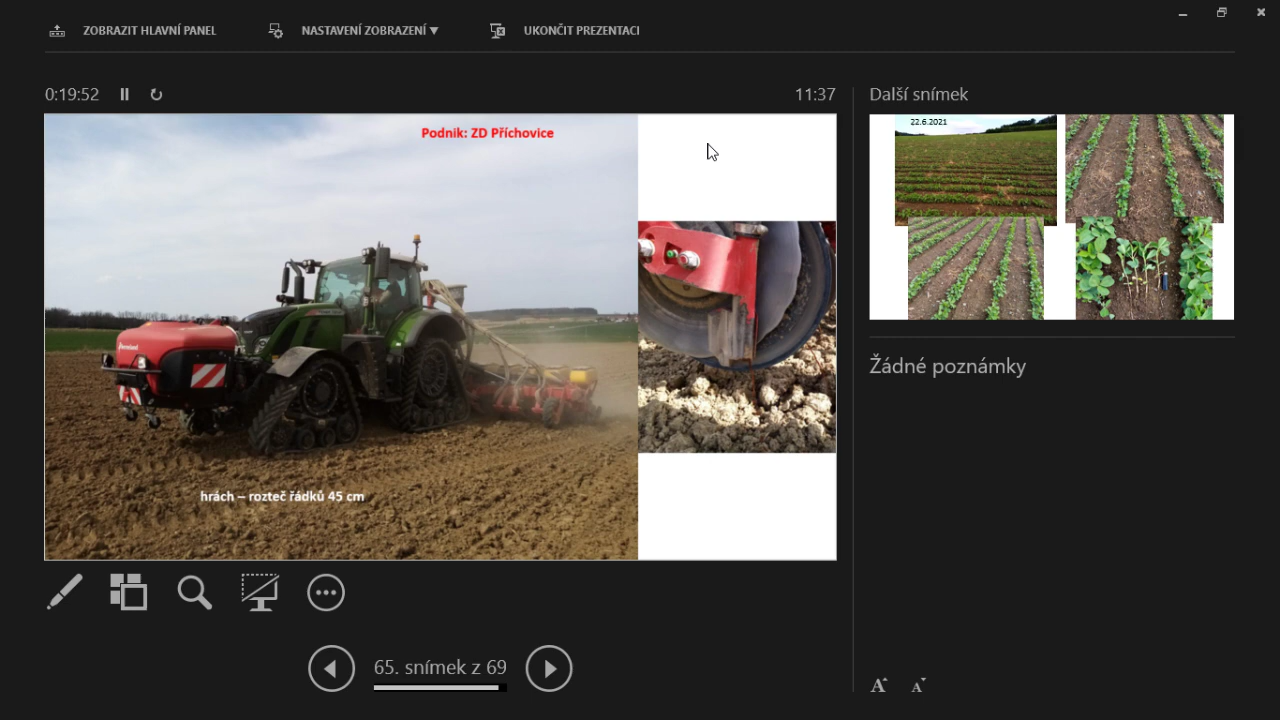 ZOBRAZIT HLAVNÍ PANEL
NASTAVENÍ ZOBRAZENÍ ▼
UKONČIT PREZENTACI
0:19:52
11:37
Další snímek
Podnik: ZD Příchovice
hrách – rozteč řádků 45 cm
22.6.2021
Žádné poznámky
65. snímek z 69
A A